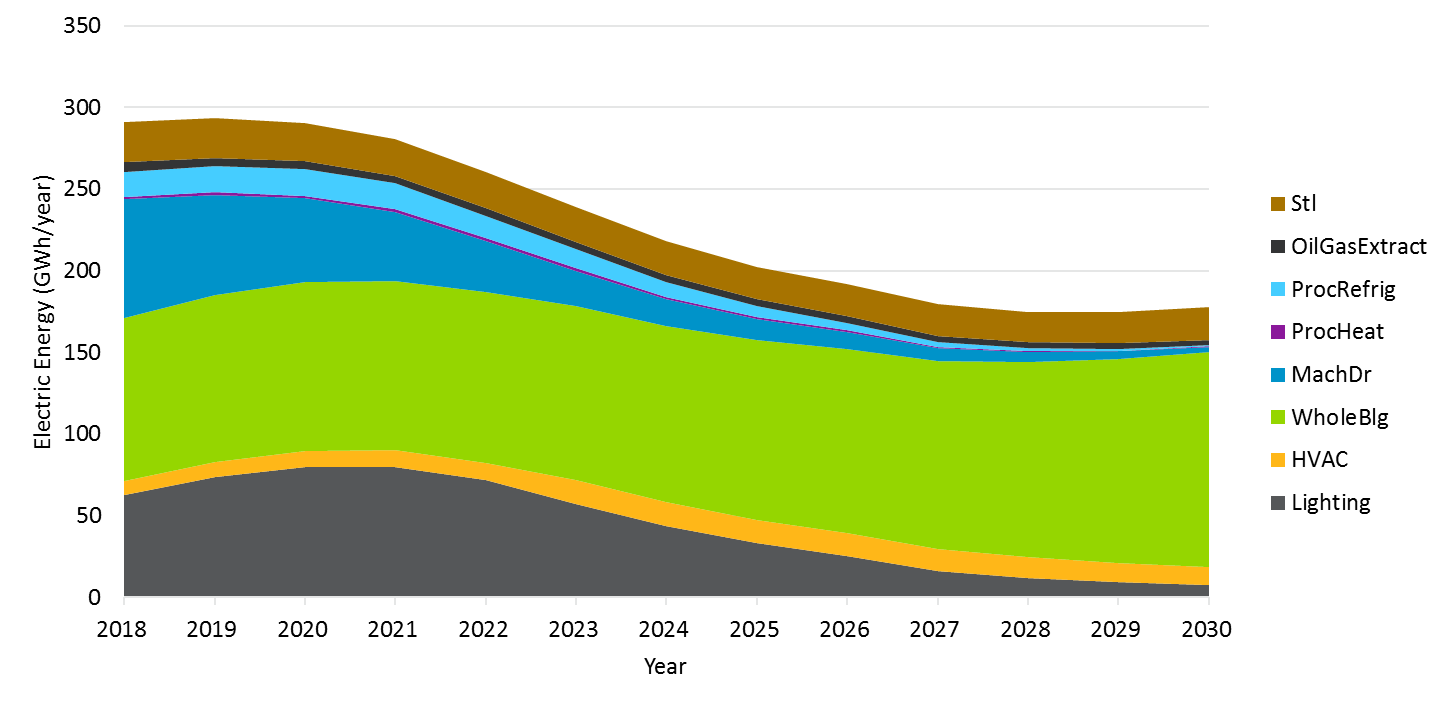 350
300
250
200
150
100
50
0
Electric Energy (GWh/year)
2018 2019 2020 2021 2022 2023 2024 2025 2026 2027 2028 2029 2030
Year
Stl
OilGasExtract
ProcRefrig
ProcHeat
MachDr
WholeBlg
HVAC
Lighting